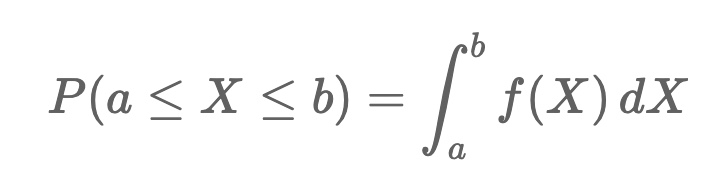 P(a ≤ X ≤ b) = ∫_a^b f(X) dX